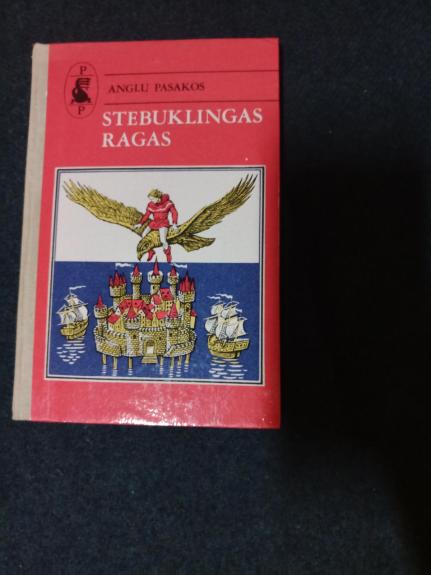 P
P
ANGLŲ PASAKOS
STEBUKLINGAS
RAGAS